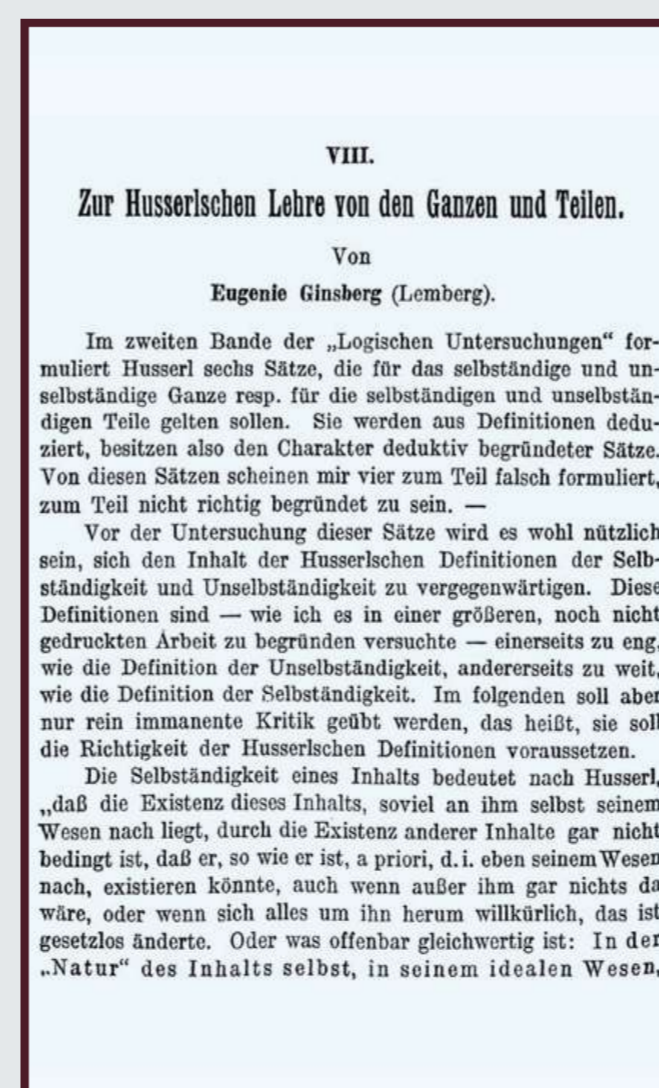 VIII.
Zur Husserlschen Lehre von den Ganzen und Teilen.
Von
Eugenie Ginsberg (Lemberg).
Im zweiten Bande der „Logischen Untersuchungen“ for-
muliert Husserl sechs Sätze, die für das selbständige und un-
selbständige Ganze resp. für die selbständigen und unselbstän-
digen Teile gelten sollen. Sie werden aus Definitionen dedu-
ziert, besitzen also den Charakter deduktiv begründeter Sätze.
Von diesen Sätzen scheinen mir vier zum Teil falsch formuliert,
zum Teil nicht richtig begründet zu sein. —
Vor der Untersuchung dieser Sätze wird es wohl nützlich
sein, sich den Inhalt der Husserlschen Definitionen der Selb-
ständigkeit und Unselbständigkeit zu vergegenwärtigen. Diese
Definitionen sind — wie ich es in einer größeren, noch nicht
gedruckten Arbeit zu begründen versuchte — einerseits zu eng,
wie die Definition der Unselbständigkeit, andererseits zu weit,
wie die Definition der Selbständigkeit. Im folgenden soll aber
nur rein immanente Kritik geübt werden, das heißt, sie soll
die Richtigkeit der Husserlschen Definitionen voraussetzen.
Die Selbständigkeit eines Inhalts bedeutet nach Husserl,
„daß die Existenz dieses Inhalts, soviel an ihm selbst seinem
Wesen nach liegt, durch die Existenz anderer Inhalte gar nicht
bedingt ist, daß er, so wie er ist, a priori, d. i. eben seinem Wesen
nach, existieren könnte, auch wenn außer ihm gar nichts da
wäre, oder wenn sich alles um ihn herum willkürlich, das ist
gesetzlos änderte. Oder was offenbar gleichwertig ist: In der
„Natur“ des Inhalts selbst, in seinem idealen Wesen,